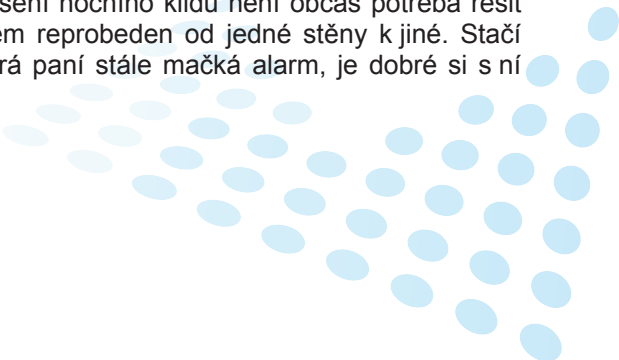 šení nočního klidu není občas potřeba řešit
em reprobeden od jedné stěny k jiné. Stačí
rá paní stále mačká alarm, je dobré si s ní